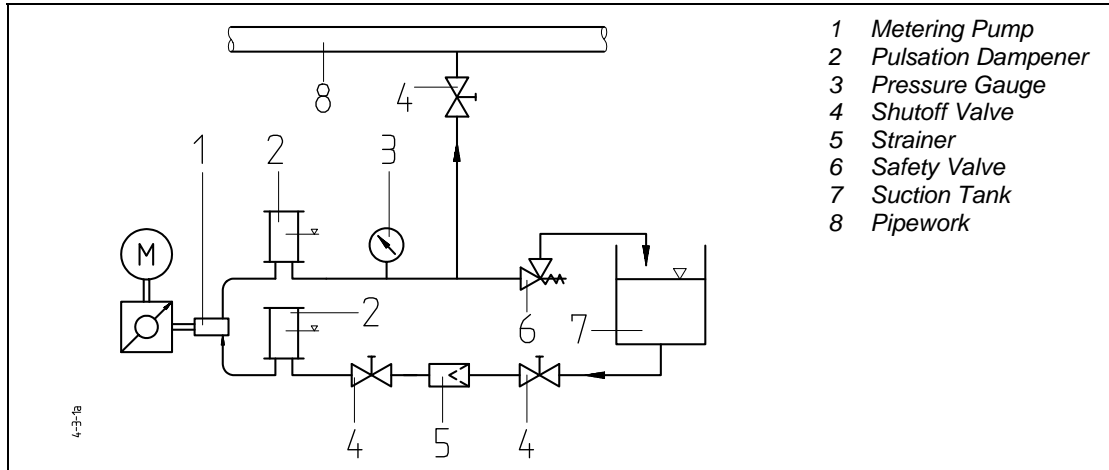 8
4
1
2
3
M
2
6
7
4
5
4
4-3-1a
1 Metering Pump
2 Pulsation Dampener
3 Pressure Gauge
4 Shutoff Valve
5 Strainer
6 Safety Valve
7 Suction Tank
8 Pipework